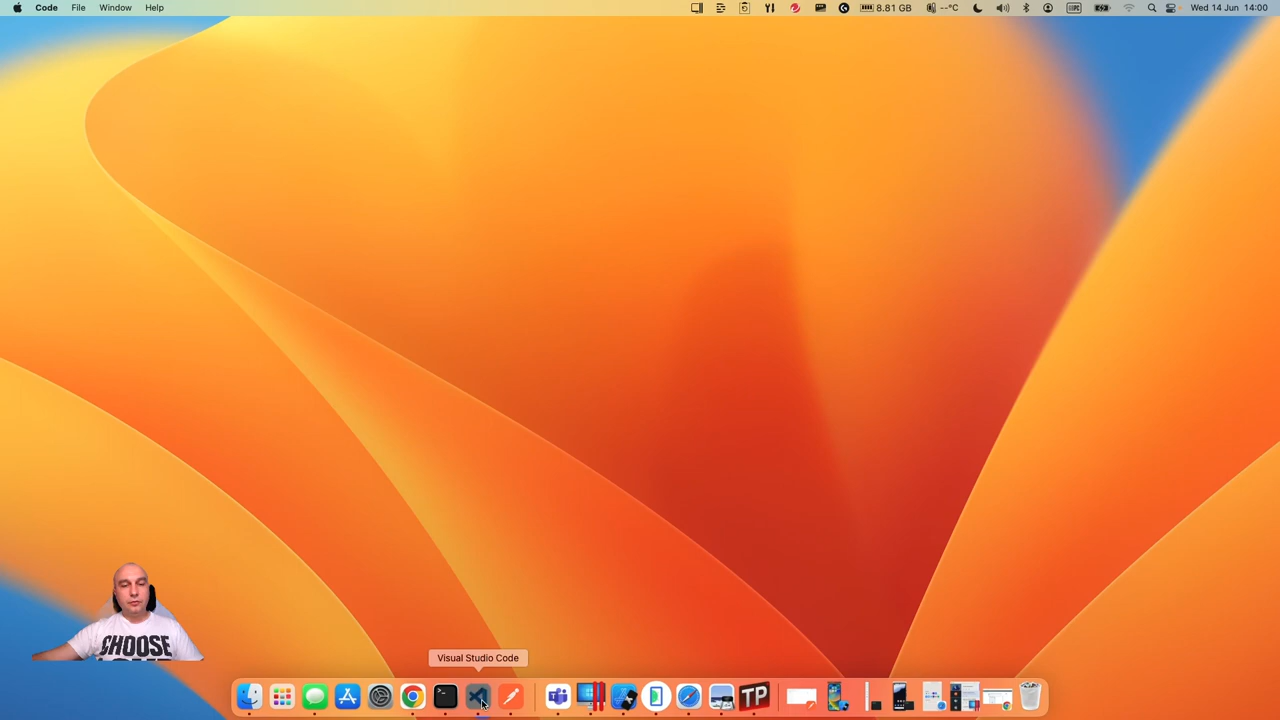 Code File Window Help
8.81 GB
--°C
Wed 14 Jun 14:00
CHOOSE
Visual Studio Code
TP